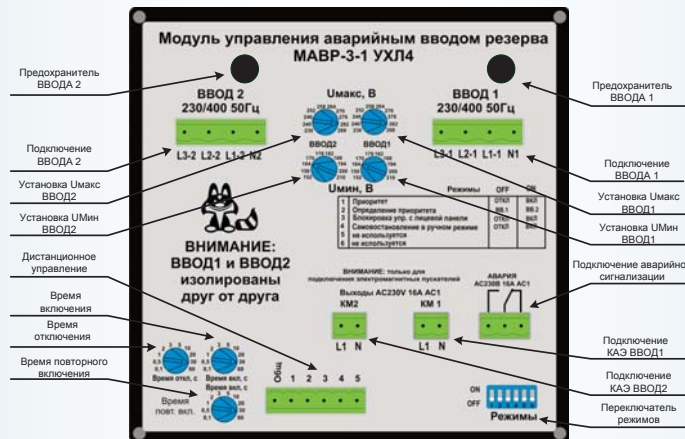 Модуль управления аварийным вводом резерва
МАВР-3-1 УХЛ4
Предохранитель
ВВОДА 2
Подключение
ВВОДА 2
Установка Uмакс
ВВОД2
Установка UМин
ВВОД2
Дистанционное
управление
Время
включения
Время
отключения
Время повторного
включения
ВВОД 2
230/400 50Гц
L3-2 L2-2 L1-2 N2
Uмакс, В
ВВОД2 ВВОД1
Uмин, В
ВВОД 1
230/400 50Гц
L3-1 L2-1 L1-1 N1
ВНИМАНИЕ:
ВВОД1 и ВВОД2
изолированы
друг от друга
Режимы OFF ON
1 Приоритет ОТКЛ ВКЛ
2 Определение приоритета ВВ.1 ВВ.2
3 Блокировка упр. с лицевой панели ОТКЛ ВКЛ
4 Самовосстановление в ручном режиме ОТКЛ ВКЛ
5 не используется
6 не используется
ВНИМАНИЕ: только для
подключения электромагнитных пускателей
Выходы AC230V 16A AC1
КМ2 КМ 1
L1 N L1 N
АВАРИЯ
AC230В 16А AC1
Время откл, с Время вкл, с
Время
повт. вкл.
Общ 1 2 3 4 5
ON
OFF
Режимы
Предохранитель
ВВОДА 1
Подключение
ВВОДА 1
Установка Uмакс
ВВОД1
Установка UМин
ВВОД1
Подключение аварийно
сигнализации
Подключение
КАЭ ВВОД1
Подключение
КАЭ ВВОД2
Переключатель
режимов